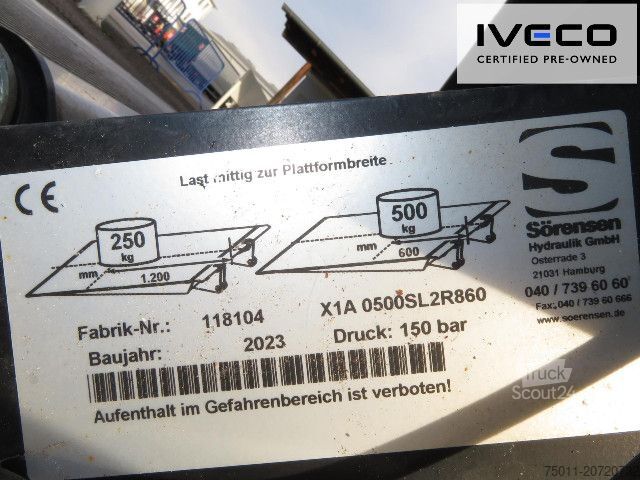 IVECO
CERTIFIED PRE-OWNED
CE
Last mittig zur Plattformbreite
250
kg
mm
1.200
500
kg
mm
600
S
Sörensen
Hydraulik GmbH
Osterrade 3
21031 Hamburg
040 / 739 60 60
Fax: 040 / 739 60 666
www.soerensen.de
Fabrik-Nr.: 118104 X1A 0500SL2R860
Baujahr: 2023 Druck: 150 bar
Aufenthalt im Gefahrenbereich ist verboten!
Truck
Scout24